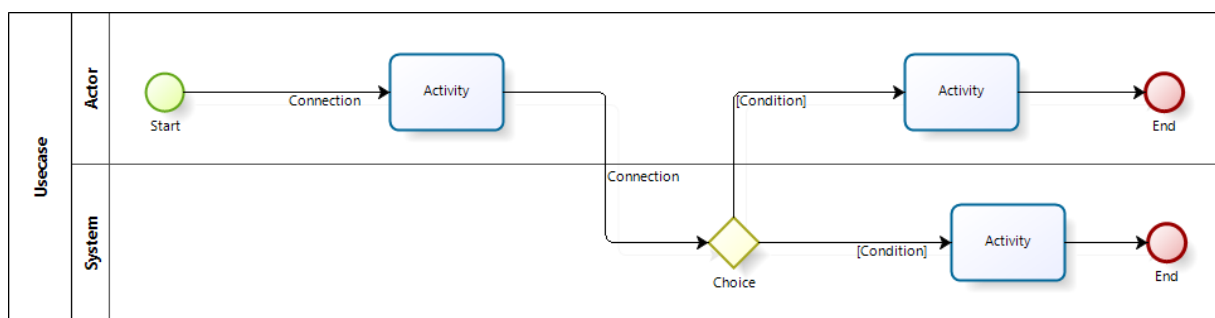 Usecase
Actor
Start
Connection
Activity
[Condition]
Activity
End
System
Connection
Choice
[Condition]
Activity
End